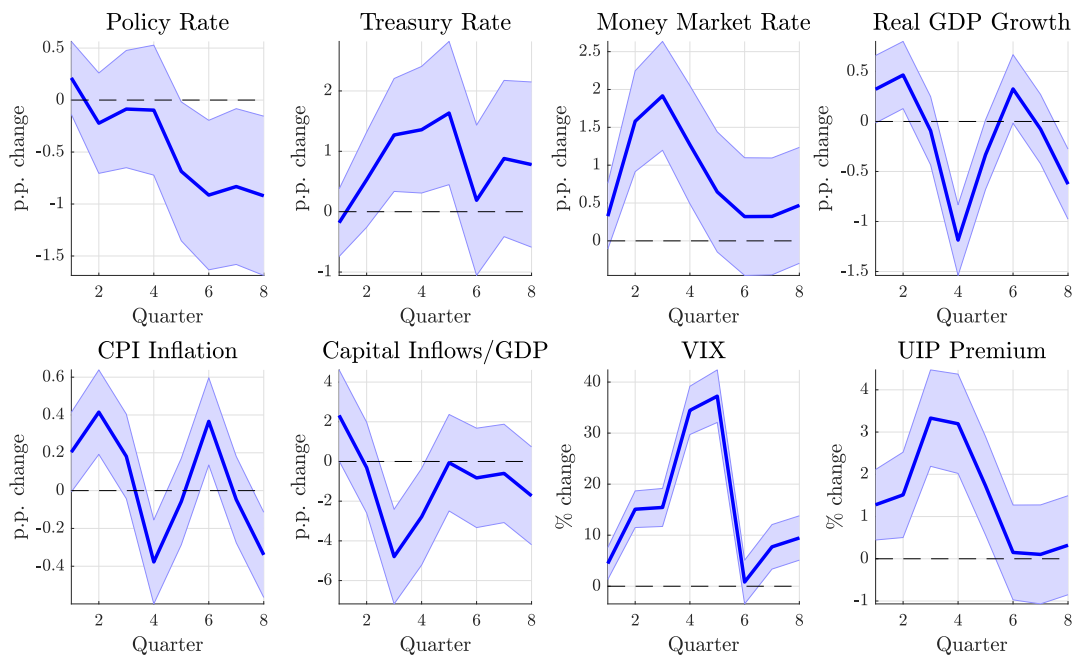 Policy Rate
p.p. change
0.5
0
-0.5
-1
-1.5
2 4 6 8
Quarter
Treasury Rate
p.p. change
2
1
0
-1
2 4 6 8
Quarter
Money Market Rate
p.p. change
2.5
2
1.5
1
0.5
0
2 4 6 8
Quarter
Real GDP Growth
p.p. change
0.5
0
-0.5
-1
-1.5
2 4 6 8
Quarter
CPI Inflation
p.p. change
0.6
0.4
0.2
0
-0.2
-0.4
2 4 6 8
Quarter
Capital Inflows/GDP
p.p. change
4
2
0
-2
-4
-6
2 4 6 8
Quarter
VIX
% change
40
30
20
10
0
2 4 6 8
Quarter
UIP Premium
% change
4
3
2
1
0
-1
2 4 6 8
Quarter